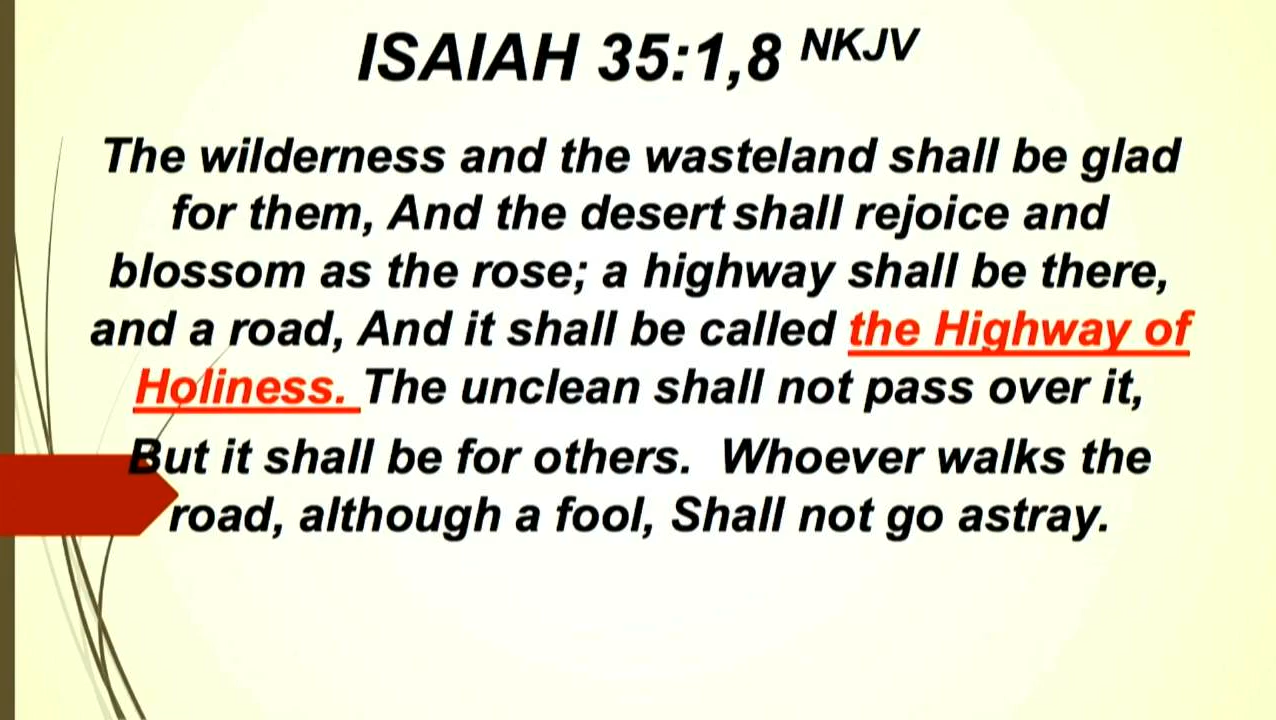 ISAIAH 35:1,8 NKJV
The wilderness and the wasteland shall be glad
for them, And the desert shall rejoice and
blossom as the rose; a highway shall be there,
and a road, And it shall be called the Highway of
Holiness. The unclean shall not pass over it,
But it shall be for others. Whoever walks the
road, although a fool, Shall not go astray.